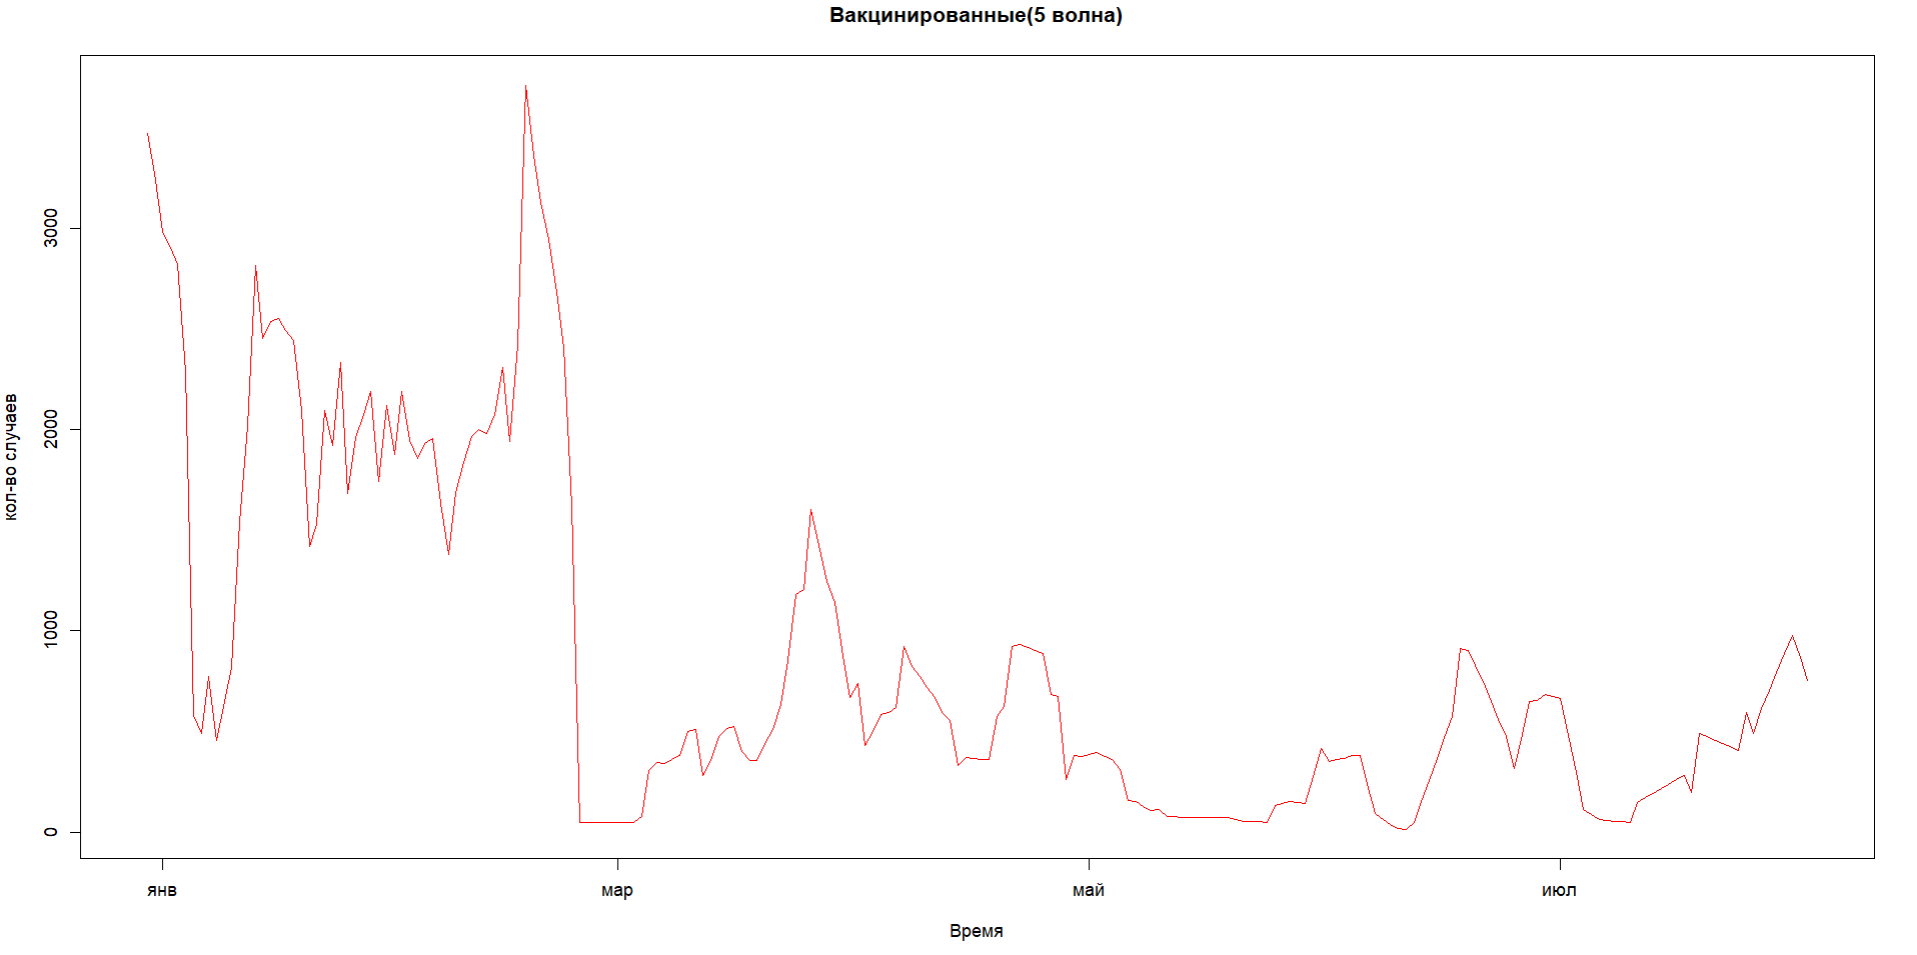 Вакцинированные(5 волна)
кол-во случаев
3000
2000
1000
0
янв мар май июл
Время